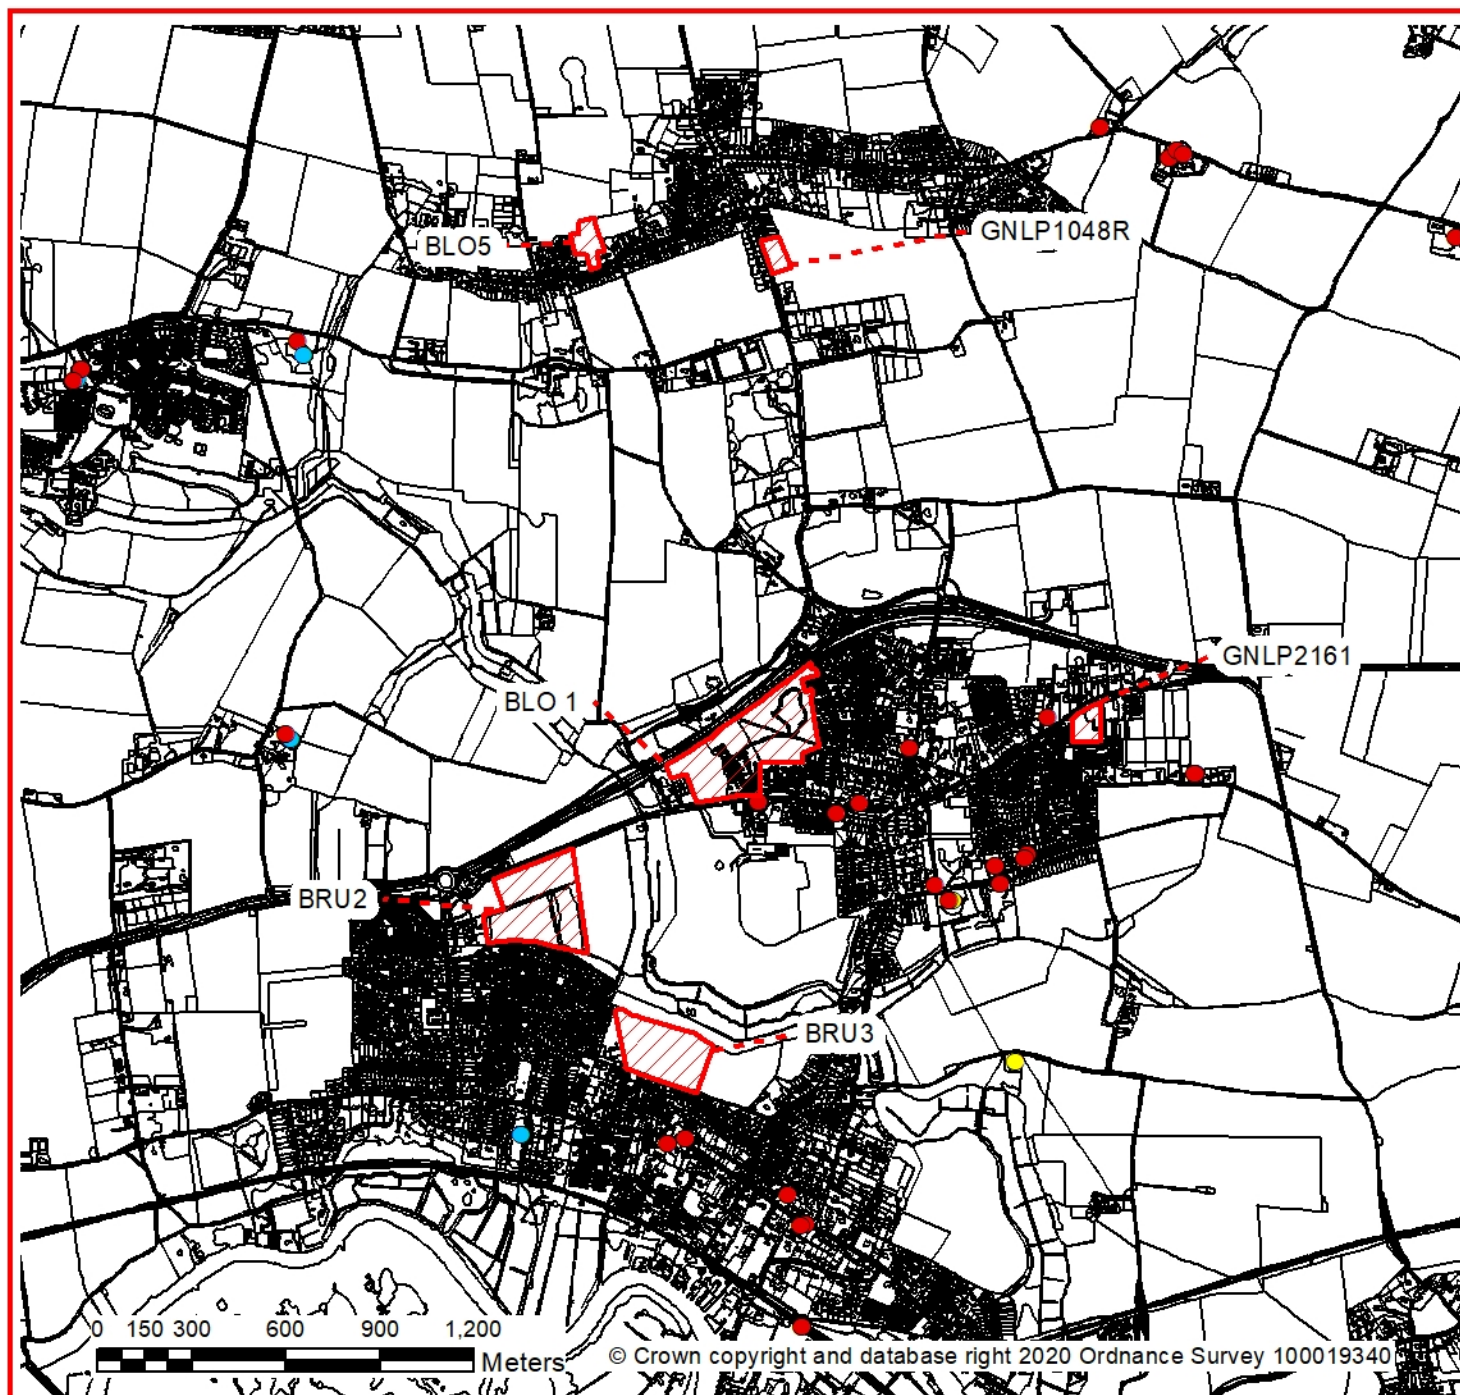 GNLP1048R
BLO5
GNLP2161
BLO 1
BRU2
BRU3
0 150 300 600 900 1,200
Meters
© Crown copyright and database right 2020 Ordnance Survey 100019340